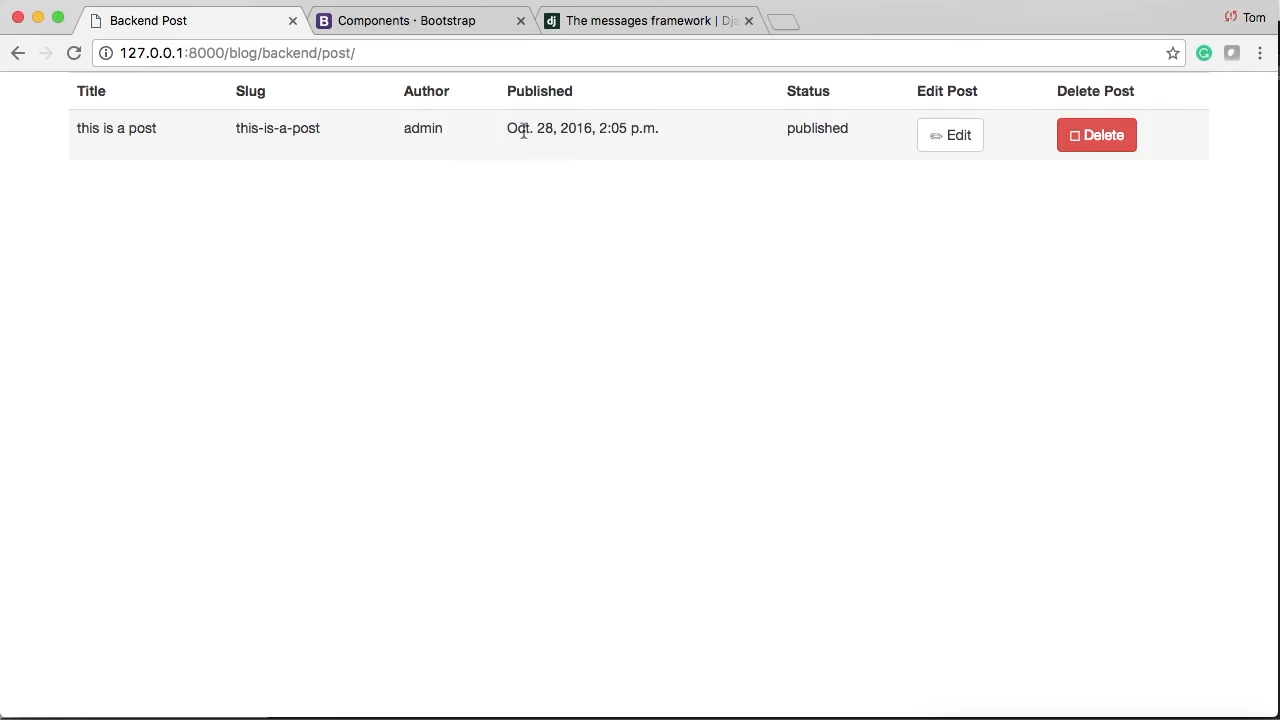 Backend Post
Components · Bootstrap
The messages framework | Dja
Tom
127.0.0.1:8000/blog/backend/post/
Title Slug Author Published Status Edit Post Delete Post
this is a post this-is-a-post admin Oct. 28, 2016, 2:05 p.m. published Edit Delete